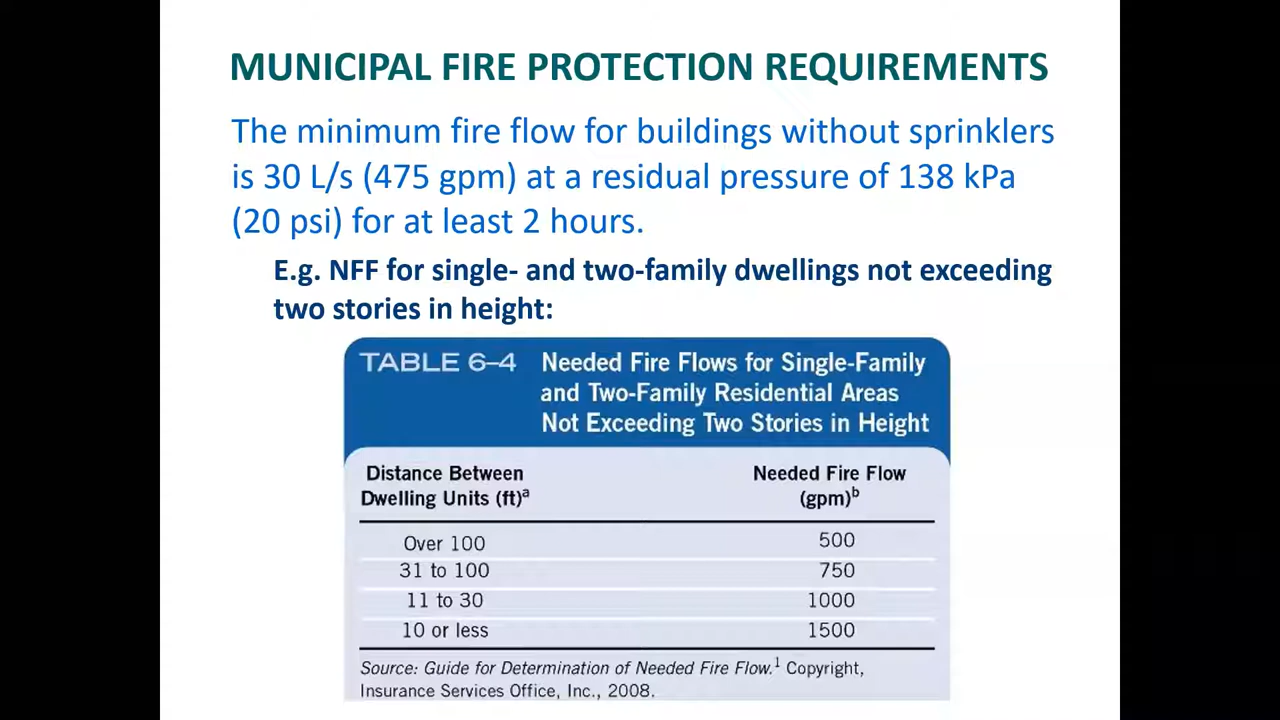 MUNICIPAL FIRE PROTECTION REQUIREMENTS
The minimum fire flow for buildings without sprinklers
is 30 L/s (475 gpm) at a residual pressure of 138 kPa
(20 psi) for at least 2 hours.
E.g. NFF for single- and two-family dwellings not exceeding
two stories in height:
TABLE 6–4 Needed Fire Flows for Single-Family
and Two-Family Residential Areas
Not Exceeding Two Stories in Height
Distance Between Needed Fire Flow
Dwelling Units (ft)ᵃ (gpm)ᵇ
Over 100 500
31 to 100 750
11 to 30 1000
10 or less 1500
Source: Guide for Determination of Needed Fire Flow.¹ Copyright,
Insurance Services Office, Inc., 2008.